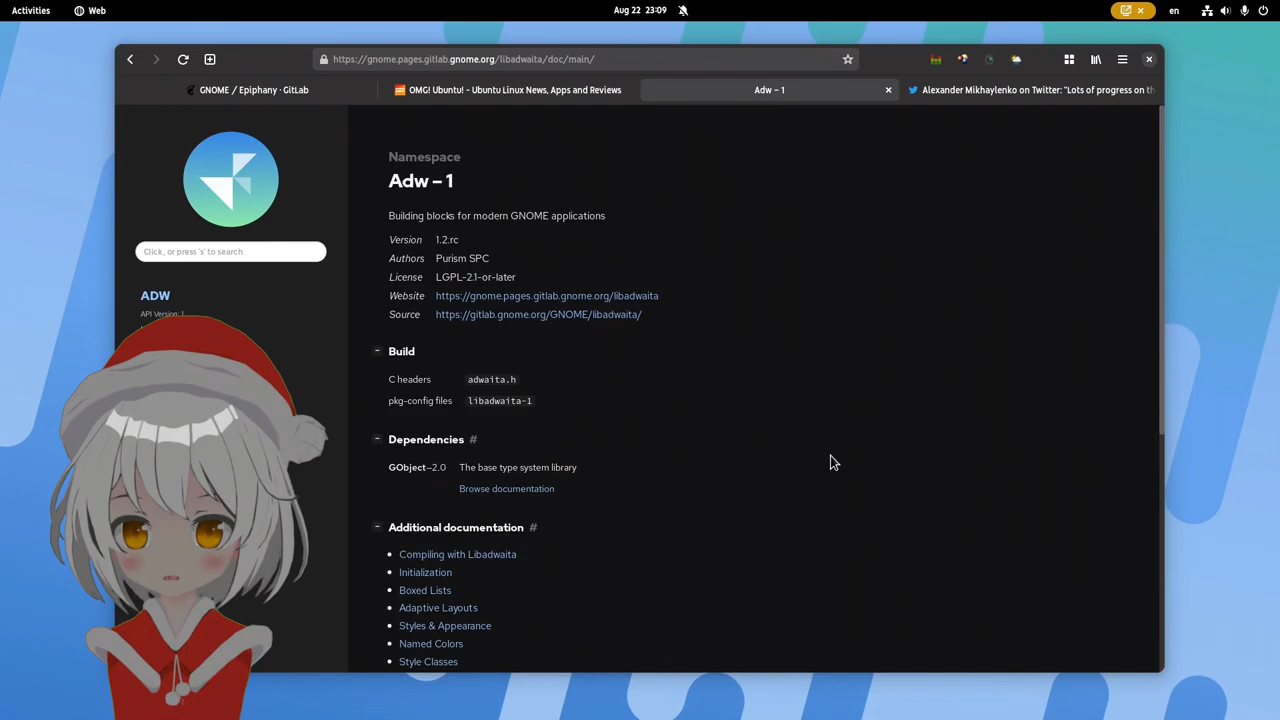 Activities
Web
Aug 22 23:09
en
https://gnome.pages.gitlab.gnome.org/libadwaita/doc/main/
GNOME / Epiphany · GitLab
OMG! Ubuntu! - Ubuntu Linux News, Apps and Reviews
Adw – 1
Alexander Mikhaylenko on Twitter: "Lots of progress on th
Click, or press 's' to search
ADW
API Version: 1
Namespace
Adw – 1
Building blocks for modern GNOME applications
Version 1.2.rc
Authors Purism SPC
License LGPL-2.1-or-later
Website https://gnome.pages.gitlab.gnome.org/libadwaita
Source https://gitlab.gnome.org/GNOME/libadwaita/
Build
C headers adwaita.h
pkg-config files libadwaita-1
Dependencies #
GObject–2.0 The base type system library
Browse documentation
Additional documentation #
Compiling with Libadwaita
Initialization
Boxed Lists
Adaptive Layouts
Styles & Appearance
Named Colors
Style Classes